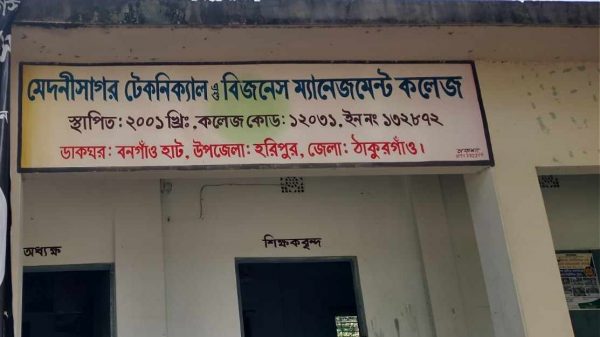 মেদনীসাগর টেকনিক্যাল এণ্ড বিজনেস ম্যানেজমেন্ট কলেজ
স্থাপিত: ২০০১ খ্রিঃ, কলেজ কোড: ১২০৩১, ইন নং ১৩২৮৭২
ডাকঘর: বনগাঁও হাট, উপজেলা: হরিপুর, জেলা: ঠাকুরগাঁও।
অধ্যক্ষ
শিক্ষকবৃন্দ